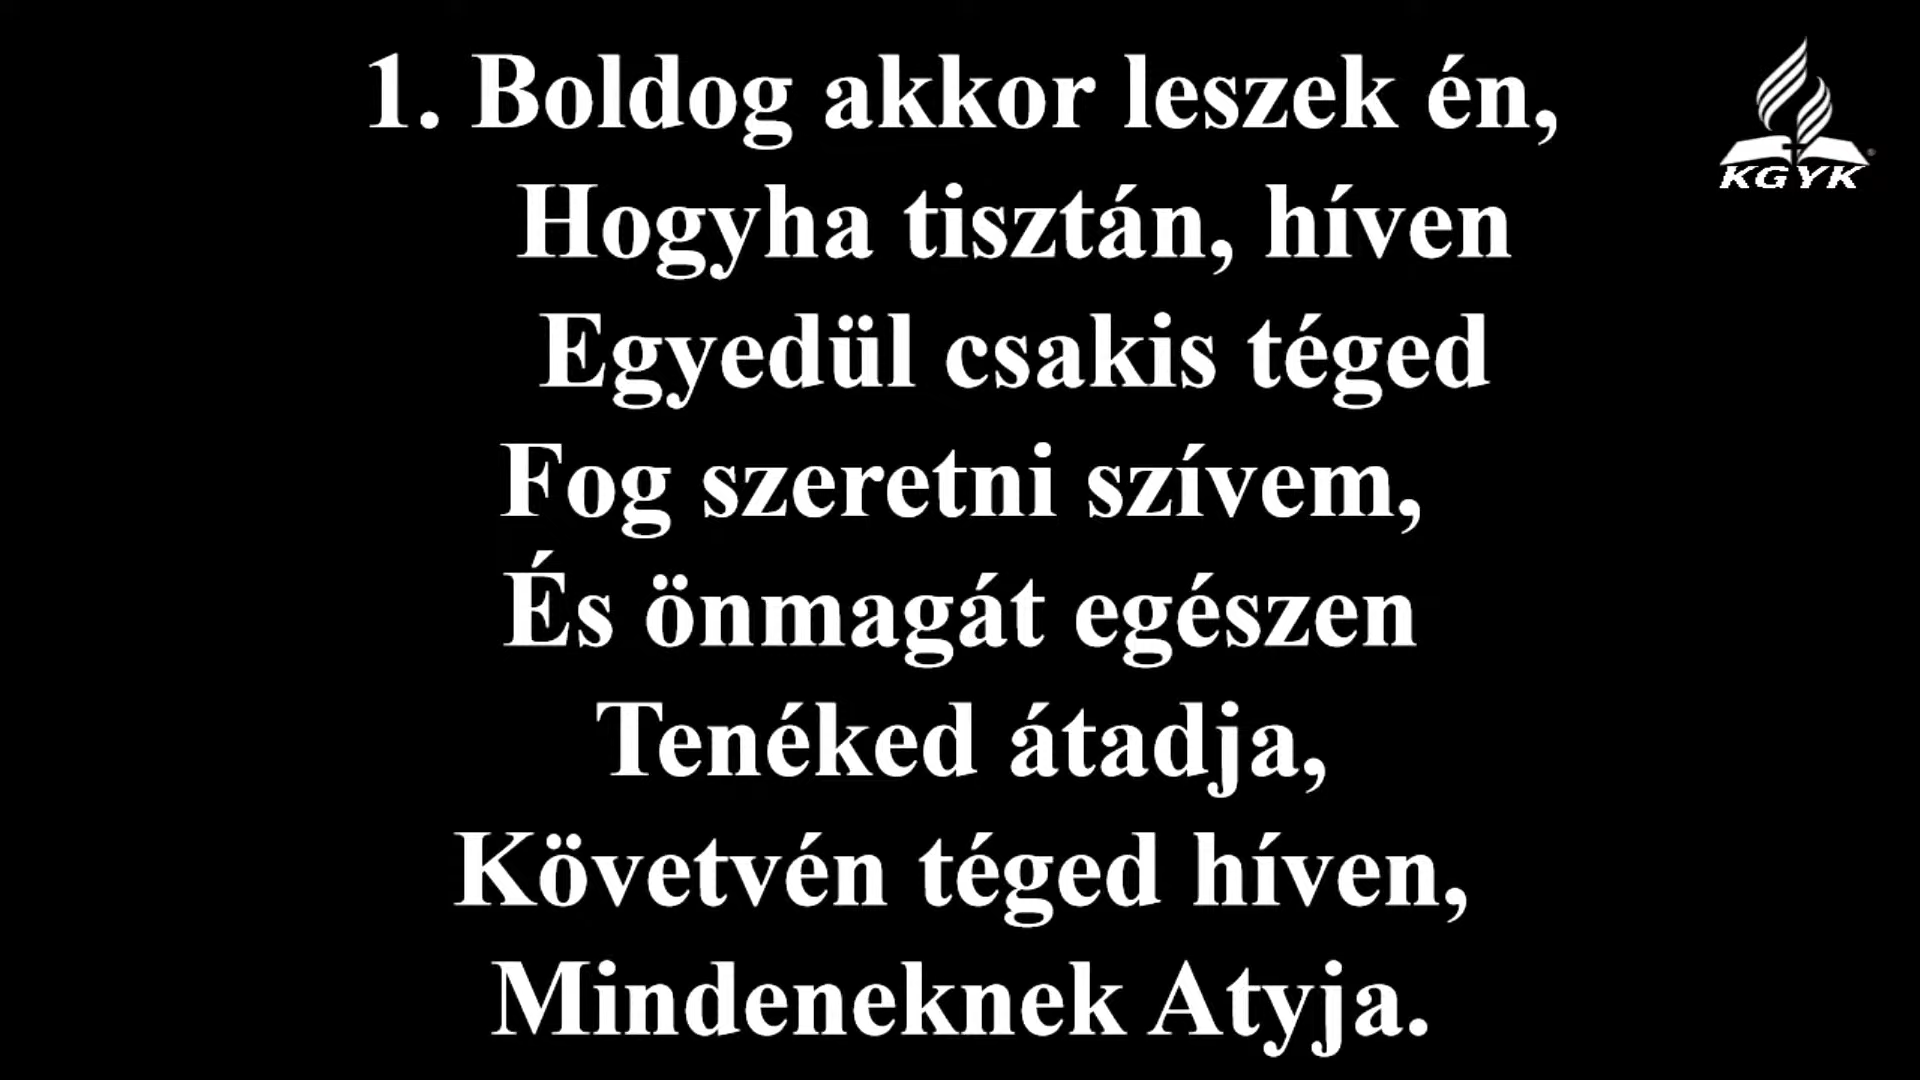 1. Boldog akkor leszek én,
Hogyha tisztán, híven
Egyedül csakis téged
Fog szeretni szívem,
És önmagát egészen
Tenéked átadja,
Követvén téged híven,
Mindeneknek Atyja.
KGYK